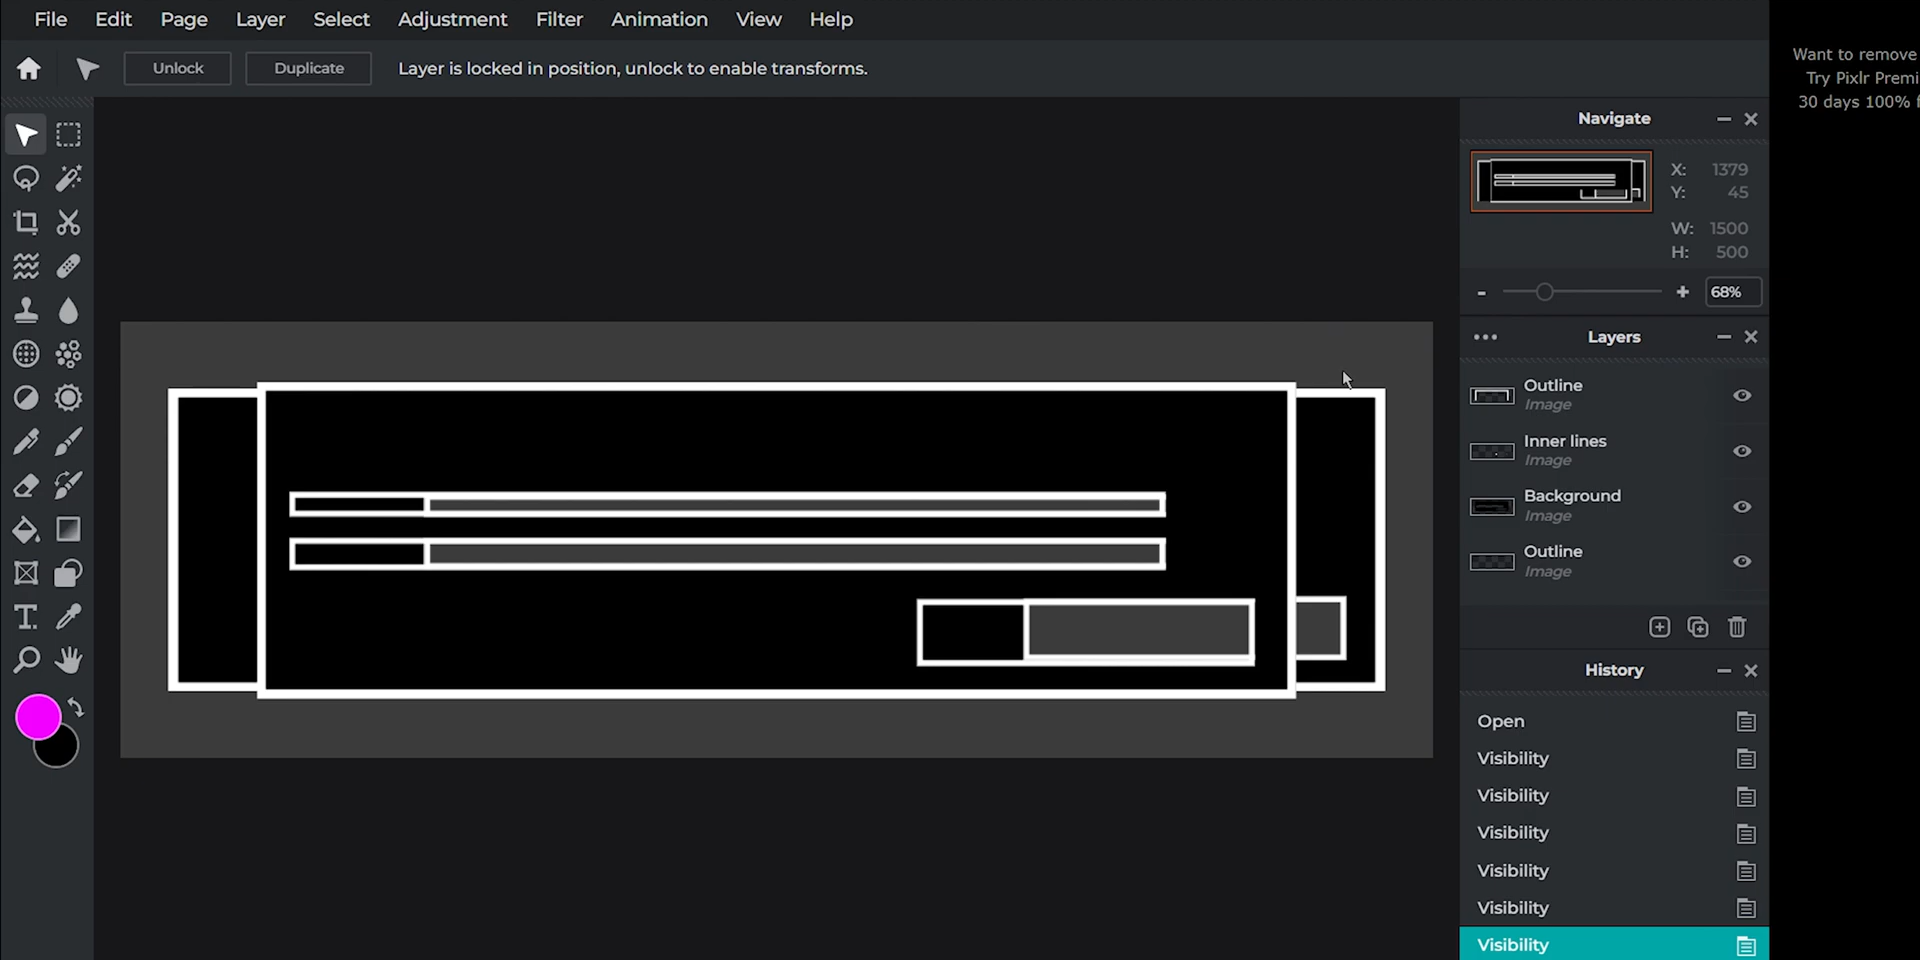 File Edit Page Layer Select Adjustment Filter Animation View Help
Unlock Duplicate Layer is locked in position, unlock to enable transforms.
Want to remove
Try Pixlr Premi
30 days 100% f
Navigate
X: 1379
Y: 45
W: 1500
H: 500
- + 68%
Layers
Outline
Image
Inner lines
Image
Background
Image
Outline
Image
History
Open
Visibility
Visibility
Visibility
Visibility
Visibility
Visibility